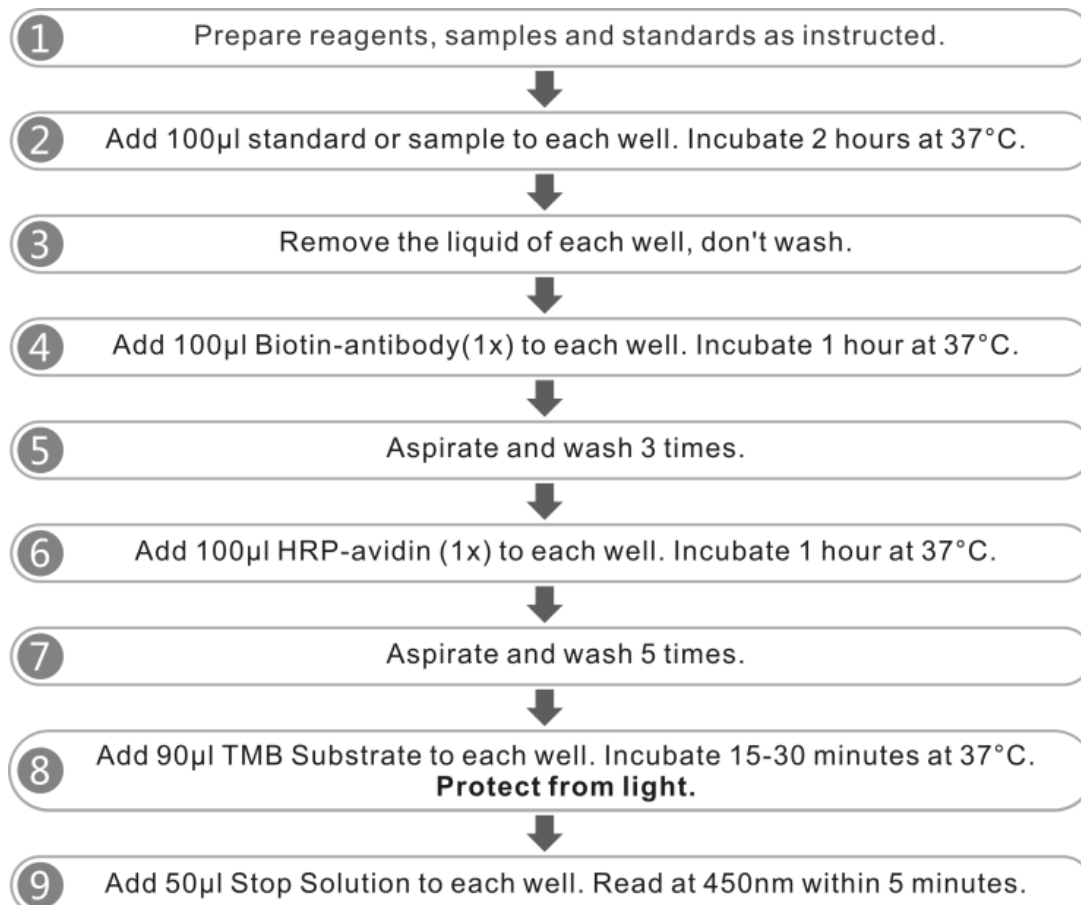 1 Prepare reagents, samples and standards as instructed.
2 Add 100μl standard or sample to each well. Incubate 2 hours at 37°C.
3 Remove the liquid of each well, don't wash.
4 Add 100μl Biotin-antibody(1x) to each well. Incubate 1 hour at 37°C.
5 Aspirate and wash 3 times.
6 Add 100μl HRP-avidin (1x) to each well. Incubate 1 hour at 37°C.
7 Aspirate and wash 5 times.
8 Add 90μl TMB Substrate to each well. Incubate 15-30 minutes at 37°C.
Protect from light.
9 Add 50μl Stop Solution to each well. Read at 450nm within 5 minutes.